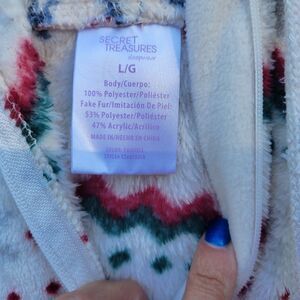 SECRET
TREASURES
sleepwear
L/G
Body/Cuerpo:
100% Polyester/Poliéster
Fake Fur/Imitación De Piel:
53% Polyester/Poliéster
47% Acrylic/Acrílico
MADE IN/HECHO EN CHINA